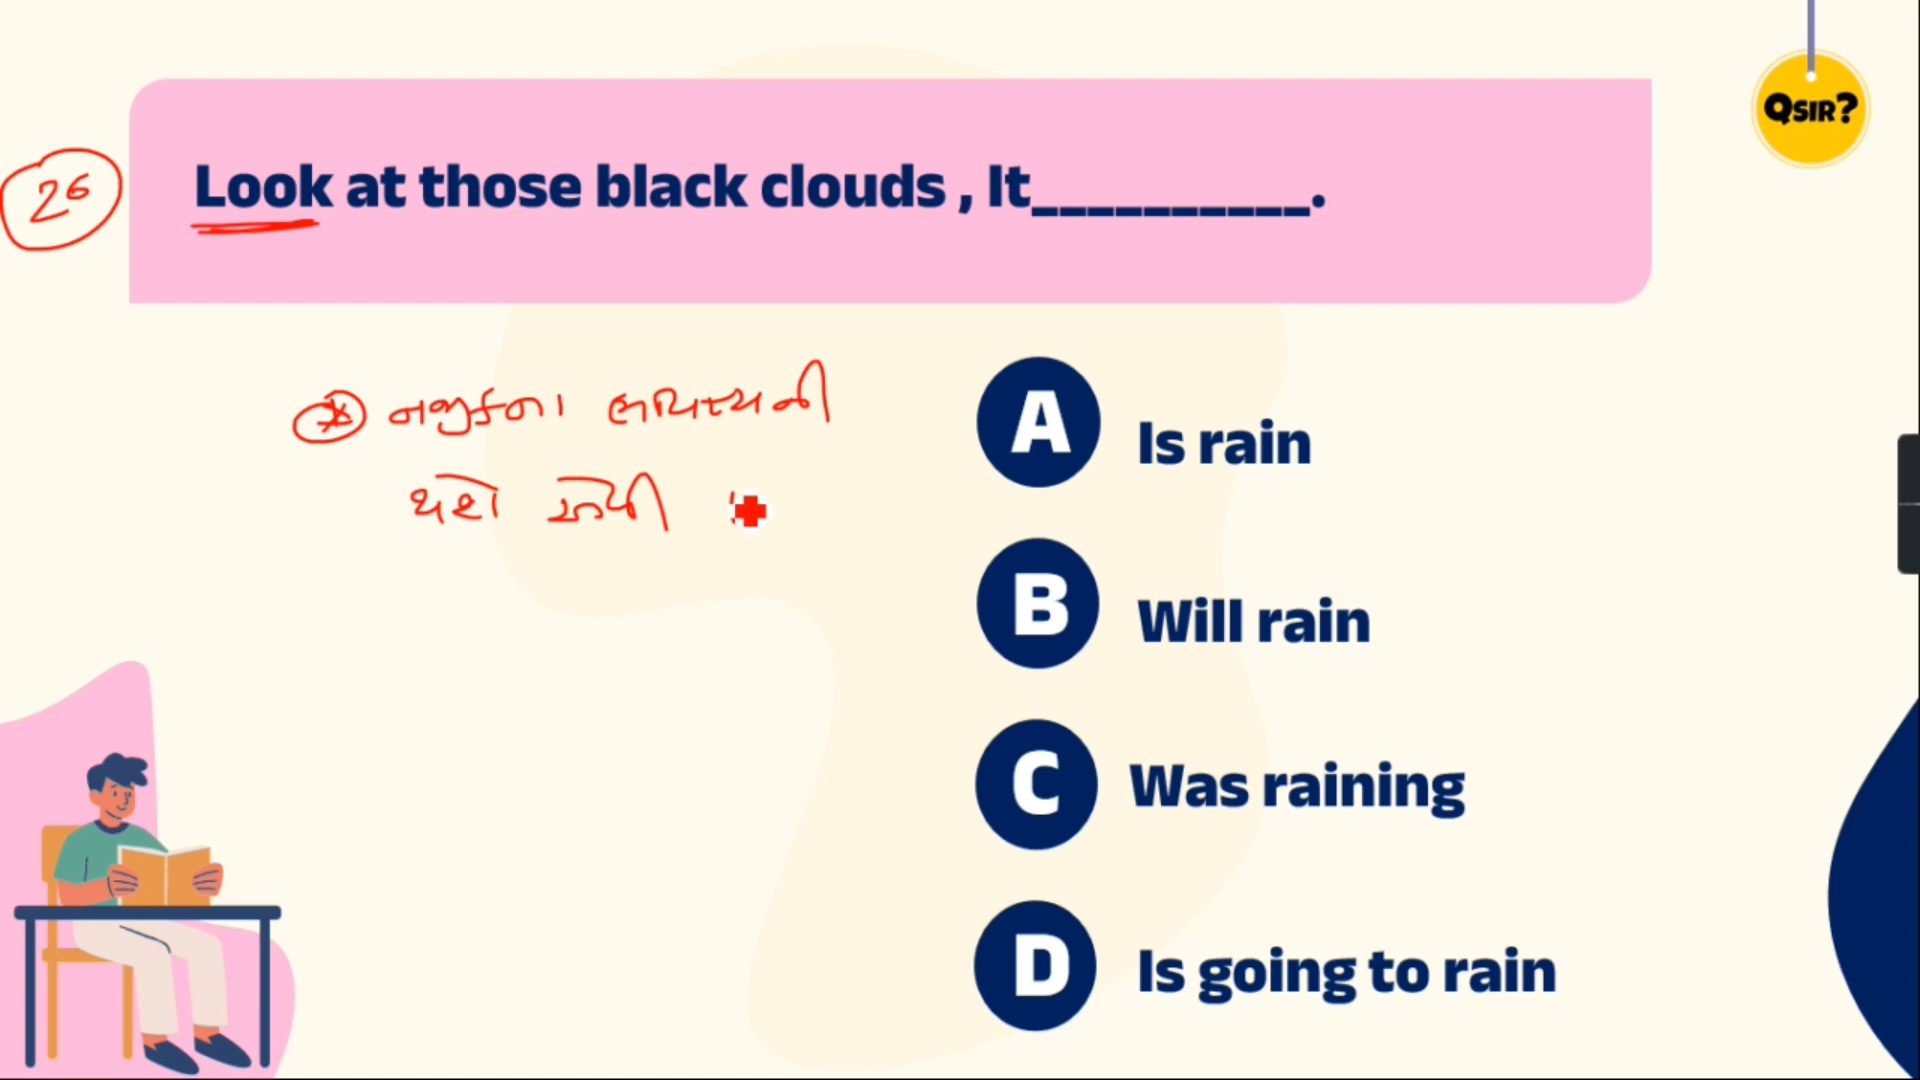 QSIR?
26
Look at those black clouds , It__________.
નજીકના ભવિષ્યની
થશે
A Is rain
B Will rain
C Was raining
D Is going to rain